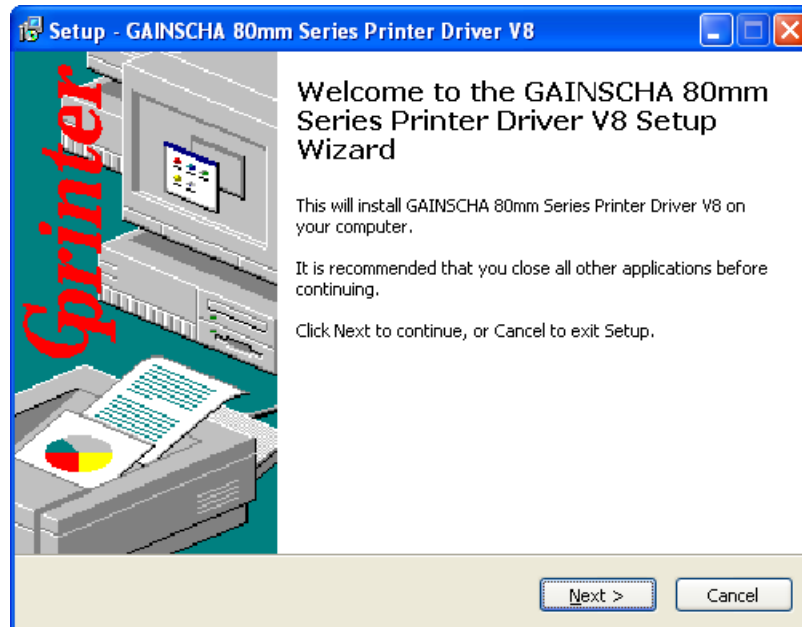 Setup - GAINSCHA 80mm Series Printer Driver V8
Gprinter
Welcome to the GAINSCHA 80mm
Series Printer Driver V8 Setup
Wizard
This will install GAINSCHA 80mm Series Printer Driver V8 on
your computer.
It is recommended that you close all other applications before
continuing.
Click Next to continue, or Cancel to exit Setup.
Next >
Cancel